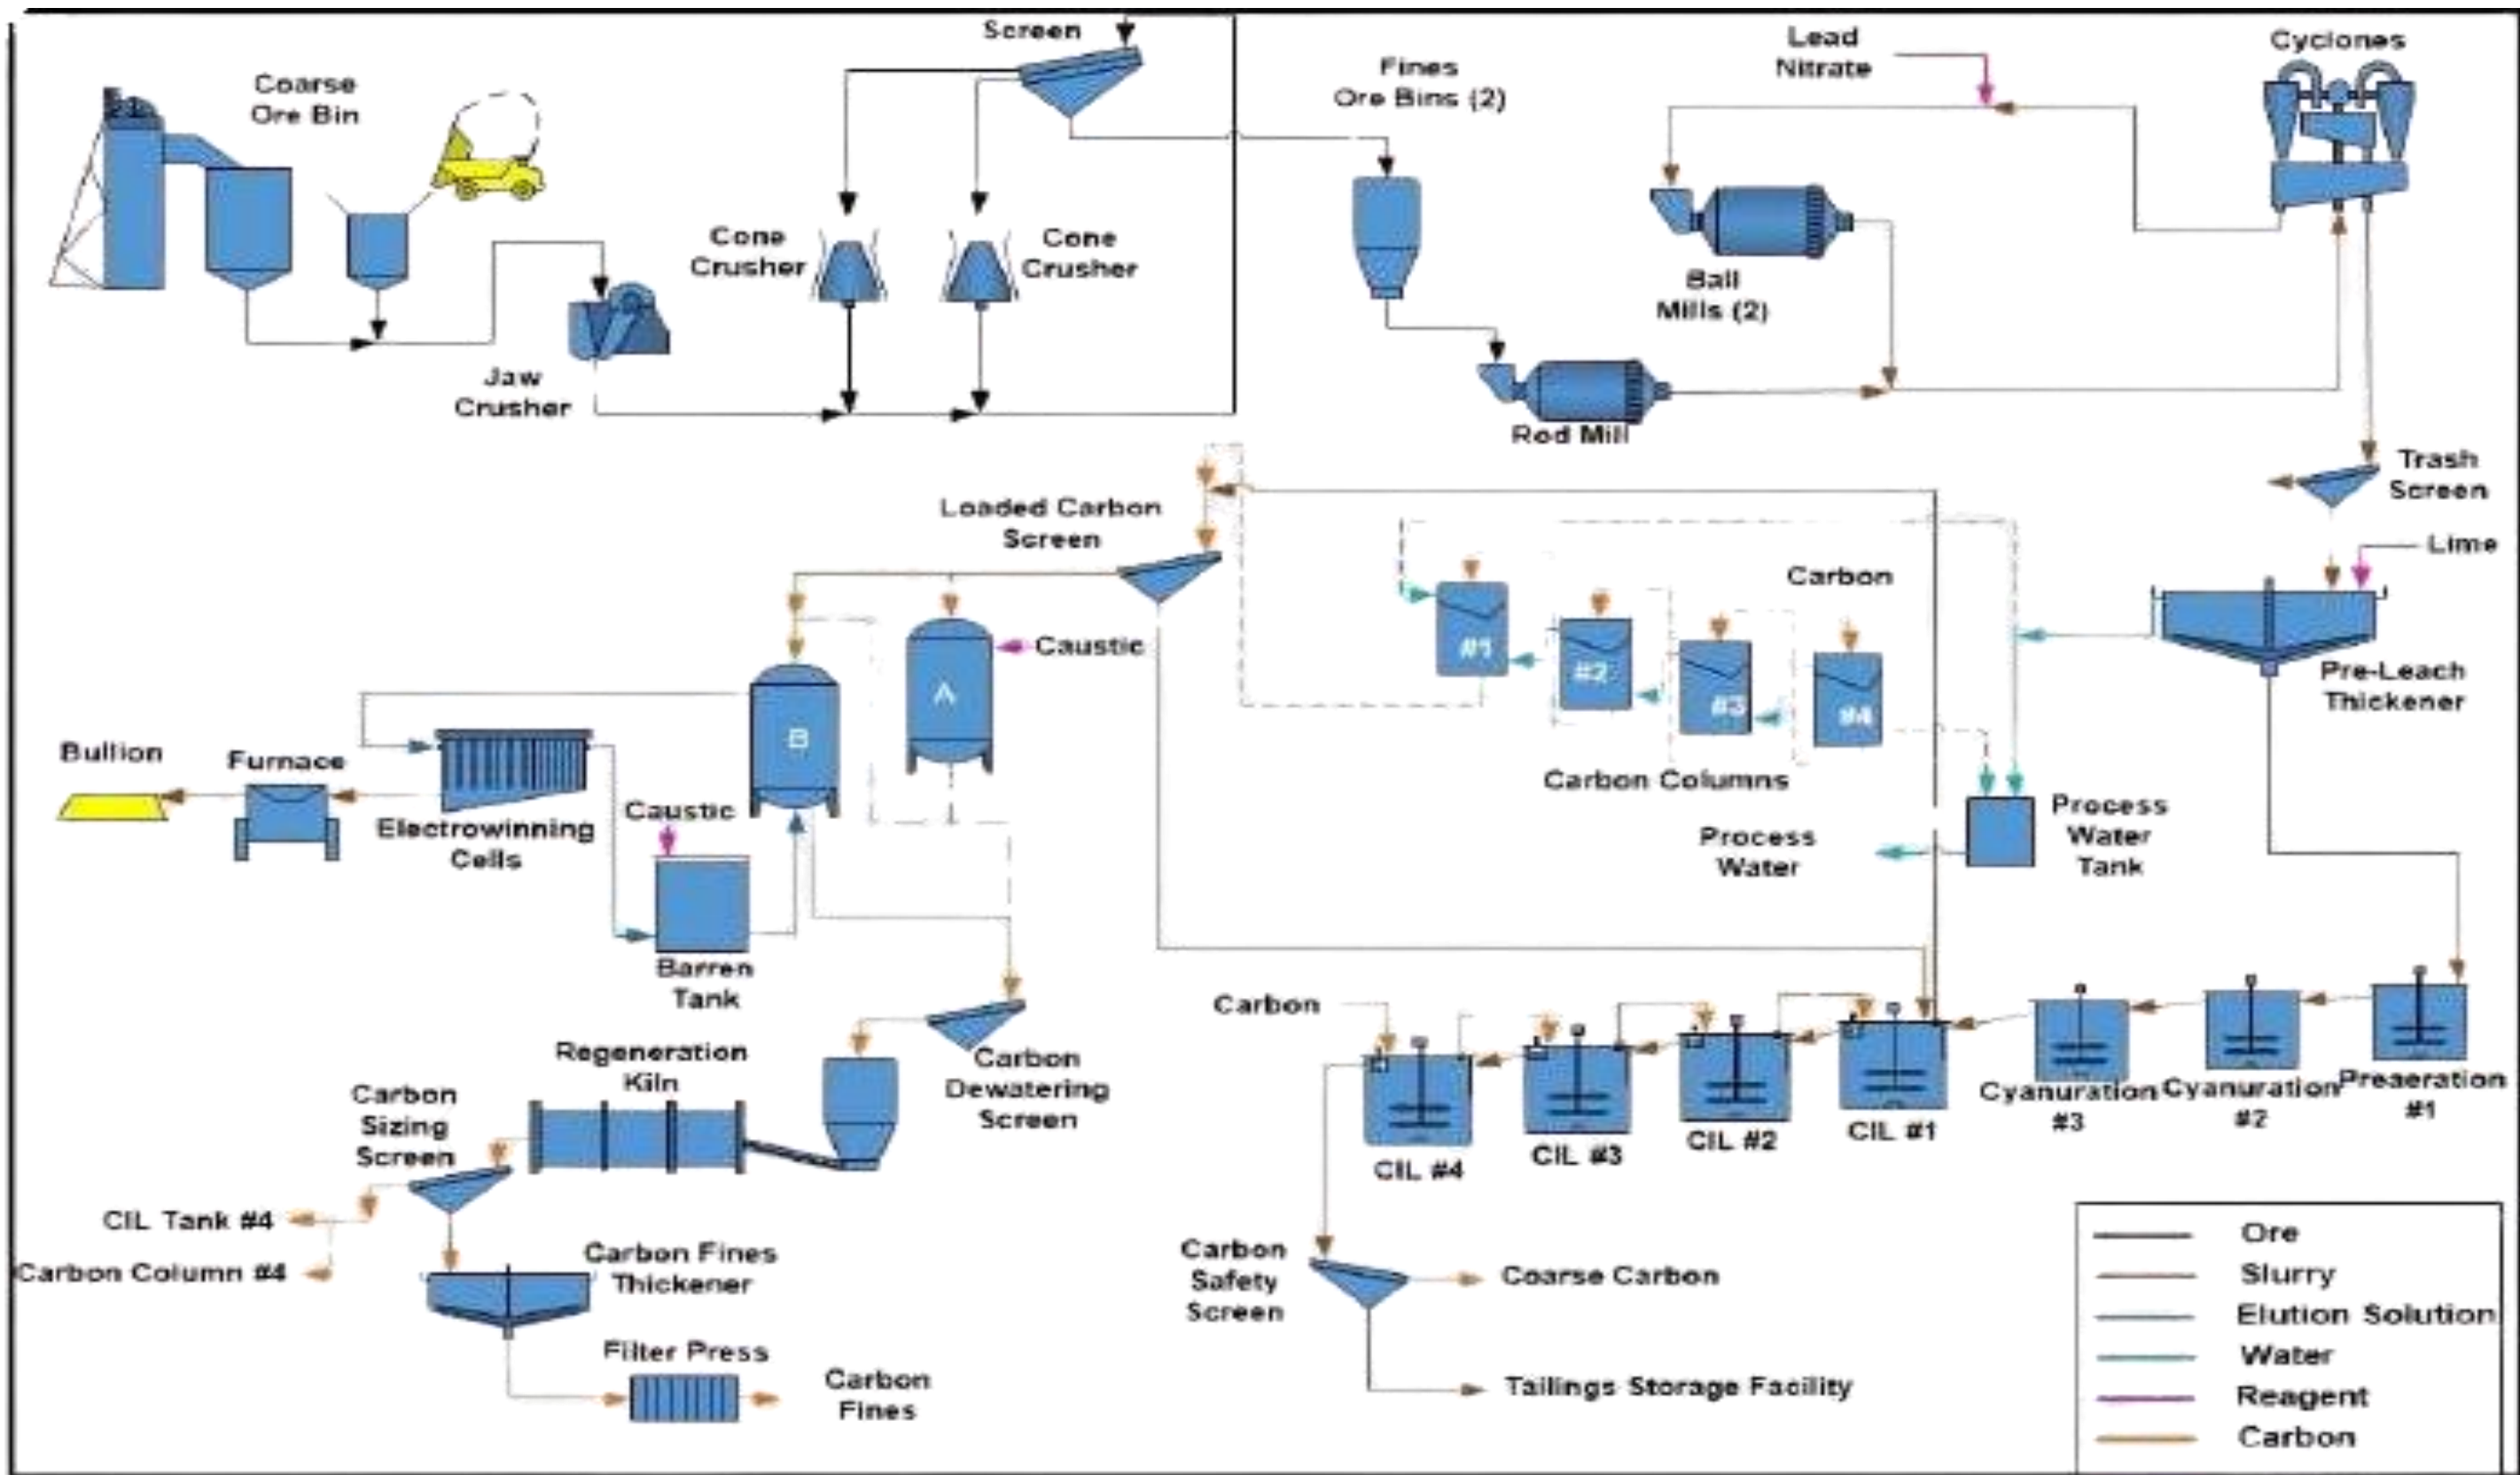 Screen
Coarse
Ore Bin
Fines
Ore Bins (2)
Lead
Nitrate
Cyclones
Cone
Crusher
Cone
Crusher
Ball
Mills (2)
Jaw
Crusher
Rod Mill
Trash
Screen
Loaded Carbon
Screen
Lime
Carbon
Caustic
#1
#2
#3
#4
Pre-Leach
Thickener
A
B
Bullion
Furnace
Carbon Columns
Caustic
Electrowinning
Cells
Process
Water
Process
Water
Tank
Barren
Tank
Carbon
Regeneration
Kiln
Carbon
Dewatering
Screen
Carbon
Sizing
Screen
CIL #4
CIL #3
CIL #2
CIL #1
Cyanuration
#3
Cyanuration
#2
Preaeration
#1
CIL Tank #4
Carbon Column #4
Carbon Fines
Thickener
Carbon
Safety
Screen
Coarse Carbon
Filter Press
Carbon
Fines
Tailings Storage Facility
Ore
Slurry
Elution Solution
Water
Reagent
Carbon